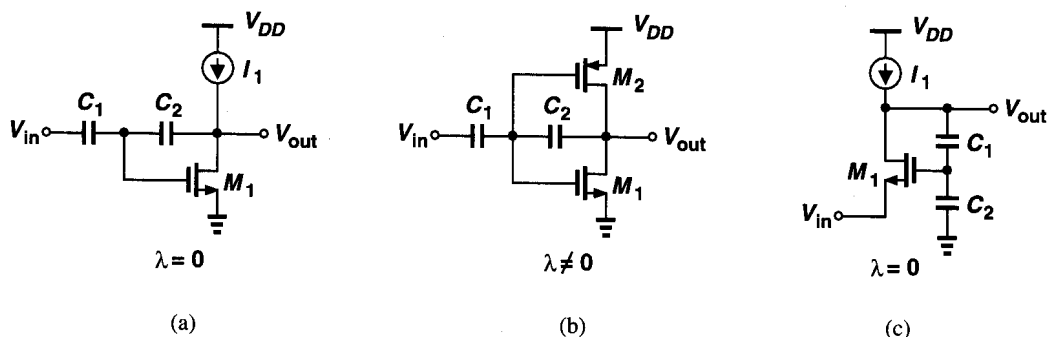 V_DD
I_1
C_1
C_2
V_in
V_out
M_1
λ = 0
(a)
V_DD
M_2
C_1
C_2
V_in
V_out
M_1
λ ≠ 0
(b)
V_DD
I_1
V_out
C_1
M_1
C_2
V_in
λ = 0
(c)